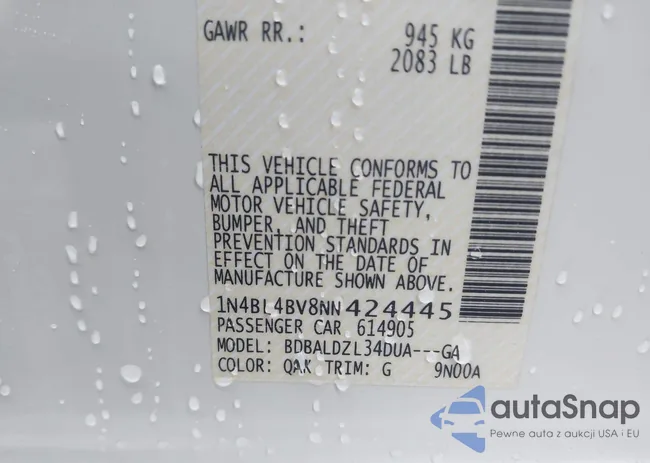 GAWR RR.: 945 KG
2083 LB
THIS VEHICLE CONFORMS TO
ALL APPLICABLE FEDERAL
MOTOR VEHICLE SAFETY,
BUMPER, AND THEFT
PREVENTION STANDARDS IN
EFFECT ON THE DATE OF
MANUFACTURE SHOWN ABOVE.
1N4BL4BV8NN424445
PASSENGER CAR 614905
MODEL: BDBALDZL34DUA---GA
COLOR: QAK TRIM: G 9N00A
autaSnap
Pewne auta z aukcji USA i EU